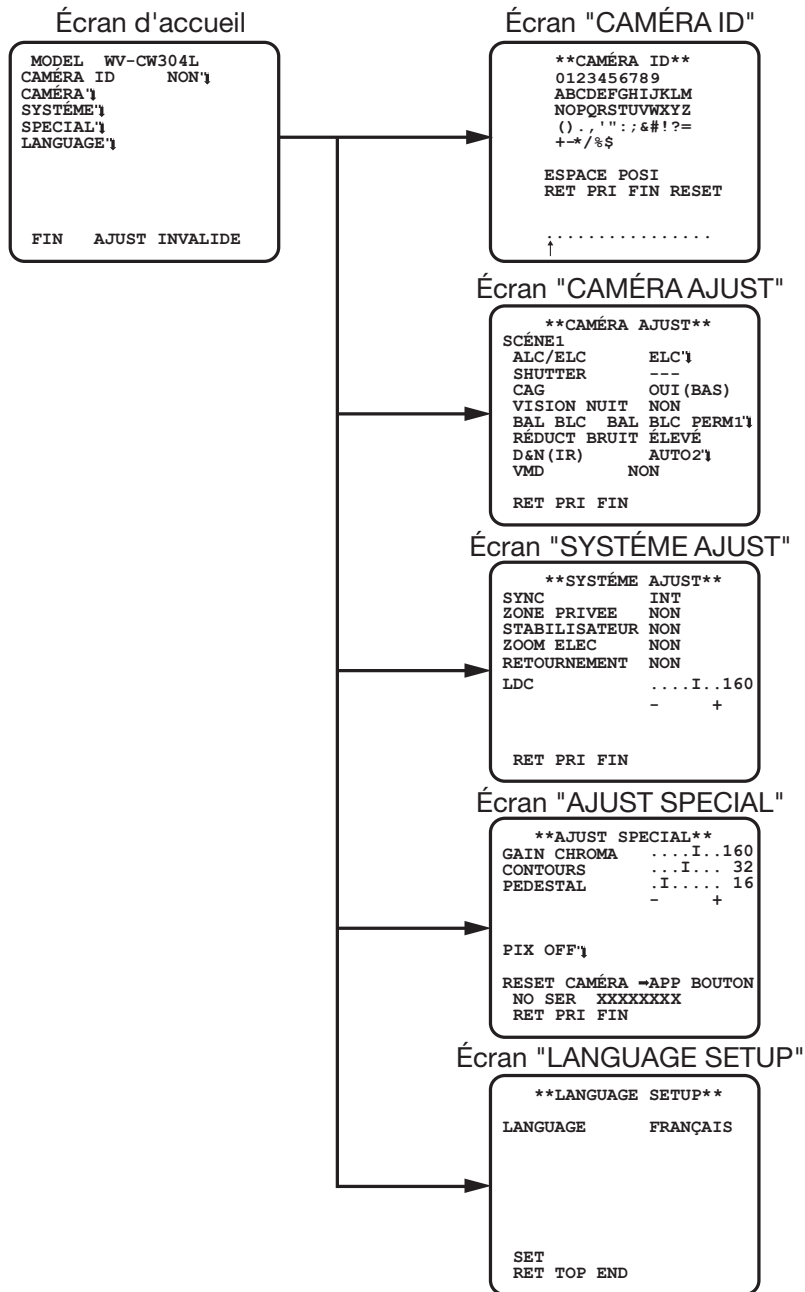 Écran d'accueil
MODEL WV-CW304L
CAMÉRA ID NON
CAMÉRA
SYSTÉME
SPECIAL
LANGUAGE
FIN AJUST INVALIDE
Écran "CAMÉRA ID"
**CAMÉRA ID**
0123456789
ABCDEFGHIJKLM
NOPQRSTUVWXYZ
().,'":;&#!?=
+-*/%$
ESPACE POSI
RET PRI FIN RESET
................
↑
Écran "CAMÉRA AJUST"
**CAMÉRA AJUST**
SCÉNE1
ALC/ELC ELC
SHUTTER ---
CAG OUI(BAS)
VISION NUIT NON
BAL BLC BAL BLC PERM1
RÉDUCT BRUIT ÉLEVÉ
D&N(IR) AUTO2
VMD NON
RET PRI FIN
Écran "SYSTÉME AJUST"
**SYSTÉME AJUST**
SYNC INT
ZONE PRIVEE NON
STABILISATEUR NON
ZOOM ELEC NON
RETOURNEMENT NON
LDC ....I..160
- +
RET PRI FIN
Écran "AJUST SPECIAL"
**AJUST SPECIAL**
GAIN CHROMA ....I..160
CONTOURS ...I... 32
PEDESTAL .I..... 16
- +
PIX OFF
RESET CAMÉRA ➡APP BOUTON
NO SER XXXXXXXX
RET PRI FIN
Écran "LANGUAGE SETUP"
**LANGUAGE SETUP**
LANGUAGE FRANÇAIS
SET
RET TOP END